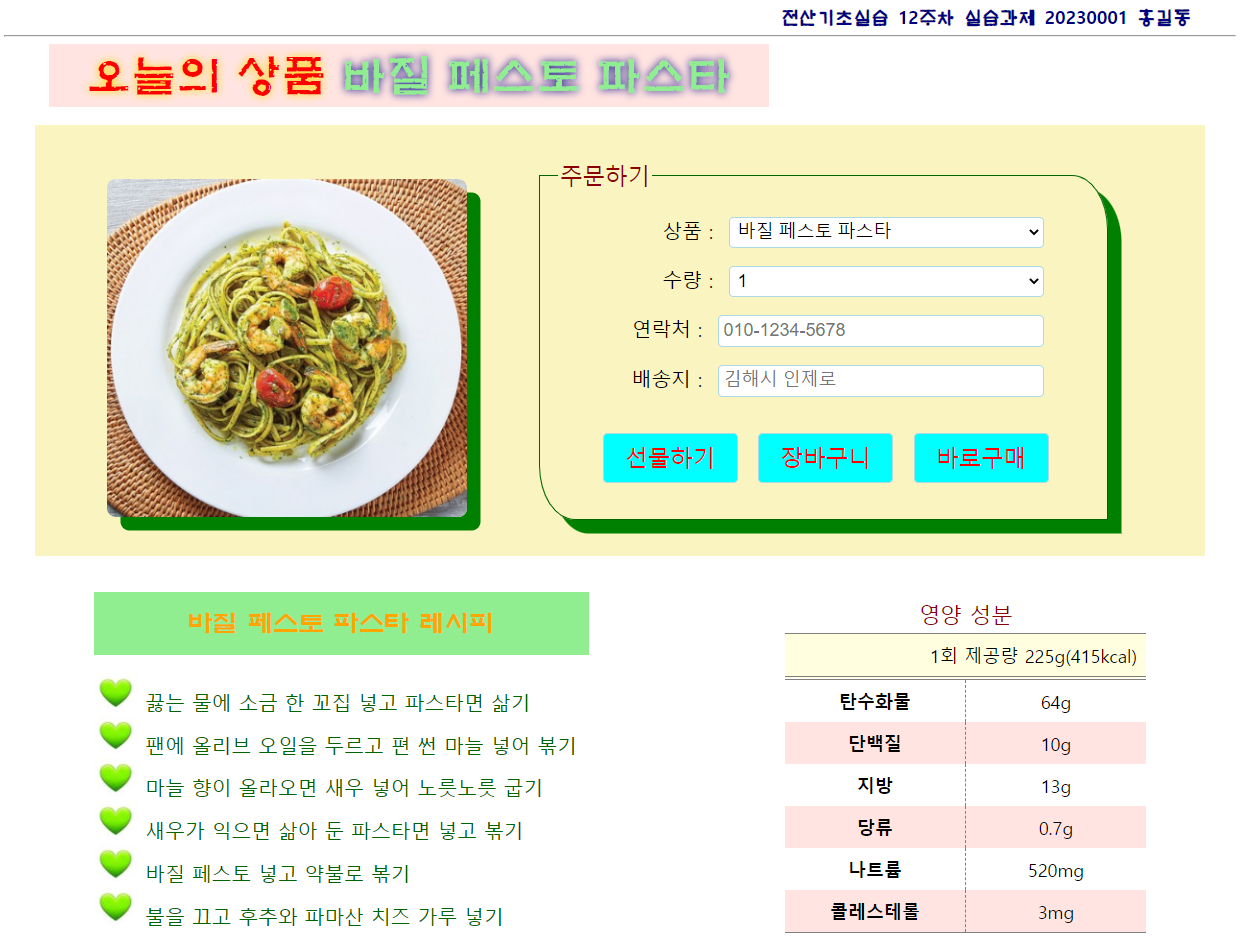 전산기초실습 12주차 실습과제 20230001 홍길동
오늘의 상품 바질 페스토 파스타
주문하기
상품 : 바질 페스토 파스타
수량 : 1
연락처 : 010-1234-5678
배송지 : 김해시 인제로
선물하기 장바구니 바로구매
바질 페스토 파스타 레시피
끓는 물에 소금 한 꼬집 넣고 파스타면 삶기
팬에 올리브 오일을 두르고 편 썬 마늘 넣어 볶기
마늘 향이 올라오면 새우 넣어 노릇노릇 굽기
새우가 익으면 삶아 둔 파스타면 넣고 볶기
바질 페스토 넣고 약불로 볶기
불을 끄고 후추와 파마산 치즈 가루 넣기
영양 성분
1회 제공량 225g(415kcal)
탄수화물 64g
단백질 10g
지방 13g
당류 0.7g
나트륨 520mg
콜레스테롤 3mg